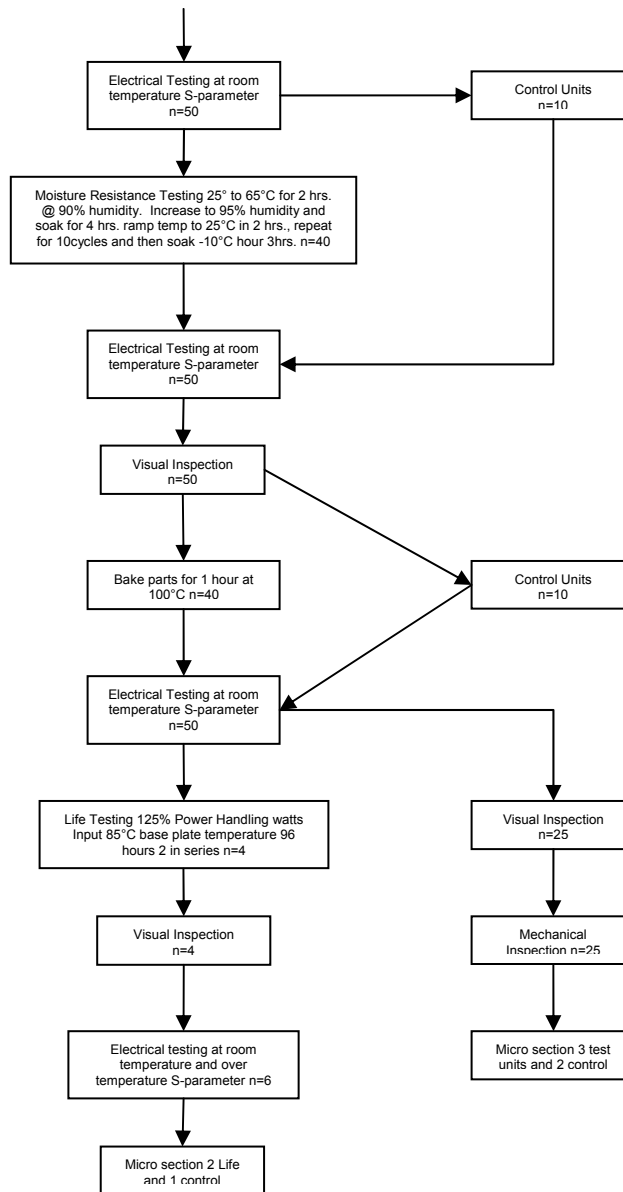 Electrical Testing at room
temperature S-parameter
n=50
Control Units
n=10
Moisture Resistance Testing 25° to 65°C for 2 hrs.
@ 90% humidity.  Increase to 95% humidity and
soak for 4 hrs. ramp temp to 25°C in 2 hrs., repeat
for 10cycles and then soak -10°C hour 3hrs. n=40
Electrical Testing at room
temperature S-parameter
n=50
Visual Inspection
n=50
Bake parts for 1 hour at
100°C n=40
Control Units
n=10
Electrical Testing at room
temperature S-parameter
n=50
Life Testing 125% Power Handling watts
Input 85°C base plate temperature 96
hours 2 in series n=4
Visual Inspection
n=25
Visual Inspection
n=4
Mechanical
Inspection n=25
Electrical testing at room
temperature and over
temperature S-parameter n=6
Micro section 3 test
units and 2 control
Micro section 2 Life
and 1 control